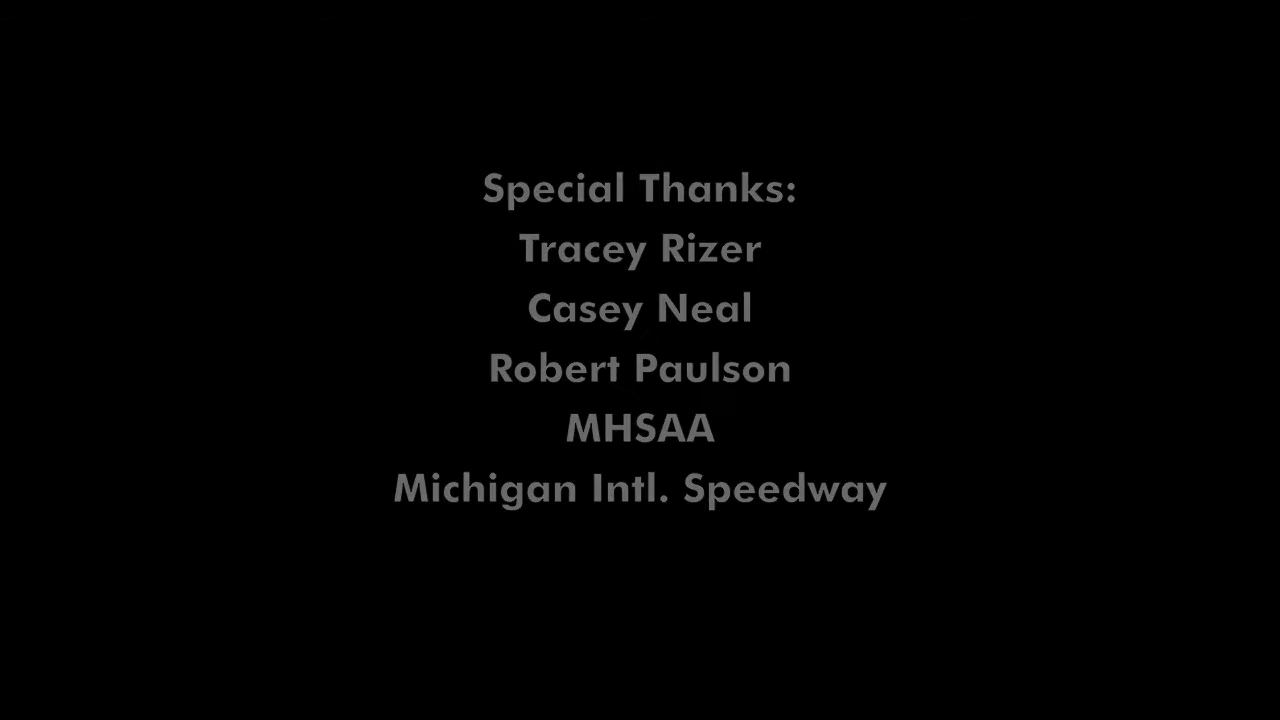 Special Thanks:
Tracey Rizer
Casey Neal
Robert Paulson
MHSAA
Michigan Intl. Speedway